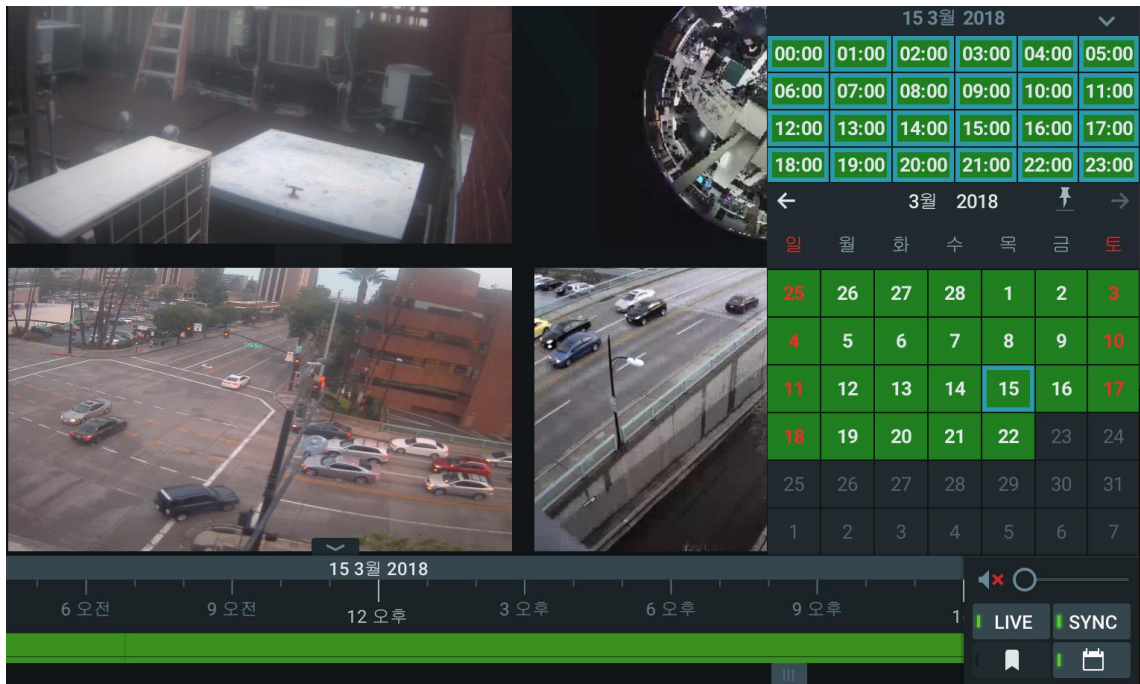 15 3월 2018
00:00 01:00 02:00 03:00 04:00 05:00
06:00 07:00 08:00 09:00 10:00 11:00
12:00 13:00 14:00 15:00 16:00 17:00
18:00 19:00 20:00 21:00 22:00 23:00
3월 2018
일 월 화 수 목 금 토
25 26 27 28 1 2 3
4 5 6 7 8 9 10
11 12 13 14 15 16 17
18 19 20 21 22 23 24
25 26 27 28 29 30 31
1 2 3 4 5 6 7
15 3월 2018
6 오전 9 오전 12 오후 3 오후 6 오후 9 오후
LIVE SYNC